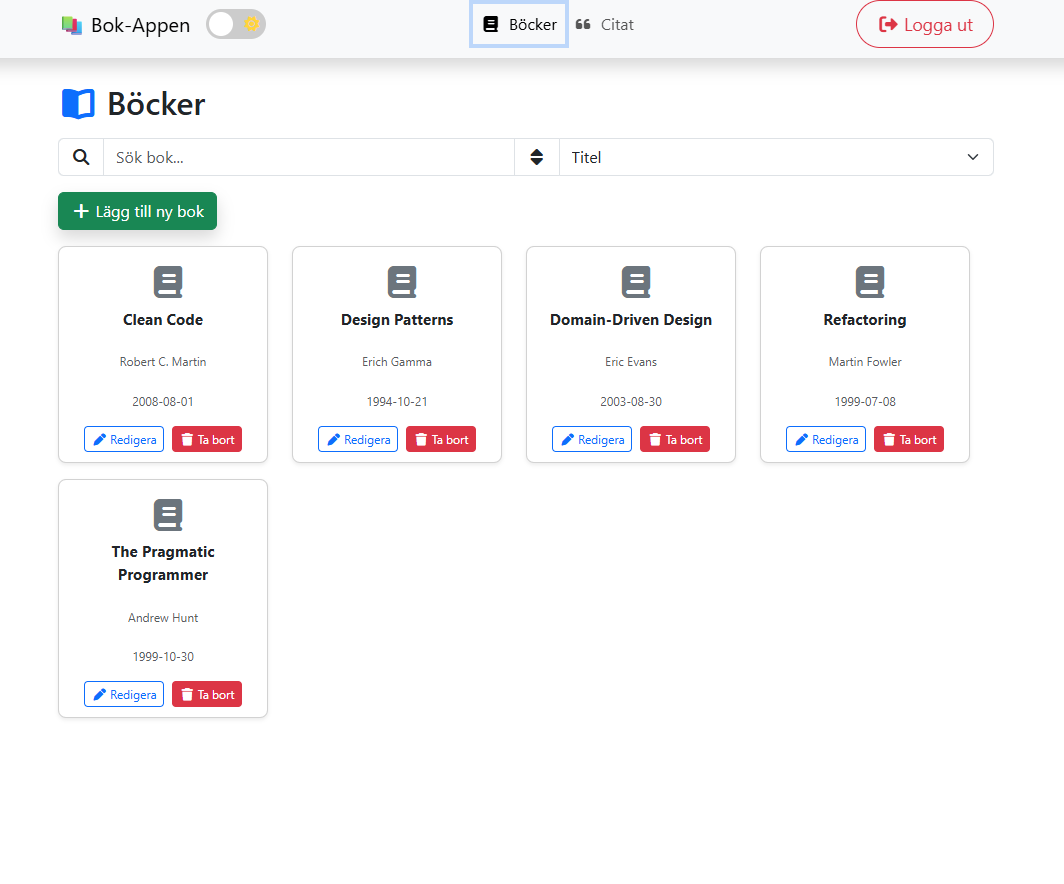 Bok-Appen
Böcker
Citat
Logga ut
Böcker
Sök bok...
Titel
Lägg till ny bok
Clean Code
Robert C. Martin
2008-08-01
Redigera Ta bort
Design Patterns
Erich Gamma
1994-10-21
Redigera Ta bort
Domain-Driven Design
Eric Evans
2003-08-30
Redigera Ta bort
Refactoring
Martin Fowler
1999-07-08
Redigera Ta bort
The Pragmatic
Programmer
Andrew Hunt
1999-10-30
Redigera Ta bort